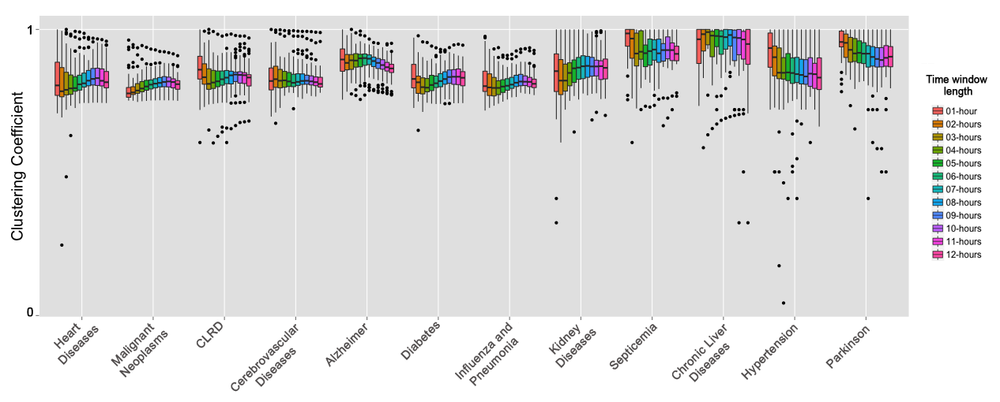 1
0
Clustering Coefficient
Heart
Diseases
Malignant
Neoplasms
CLRD
Cerebrovascular
Diseases
Alzheimer
Diabetes
Influenza and
Pneumonia
Kidney
Diseases
Septicemia
Chronic Liver
Diseases
Hypertension
Parkinson
Time window
length
01-hour
02-hours
03-hours
04-hours
05-hours
06-hours
07-hours
08-hours
09-hours
10-hours
11-hours
12-hours